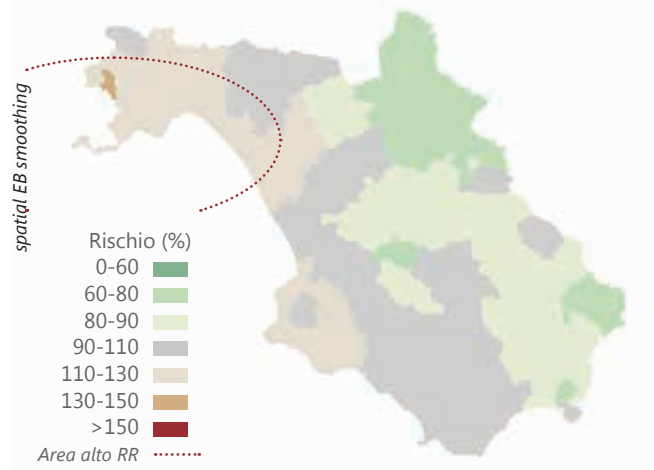 spatial EB smoothing
Rischio (%)
0-60
60-80
80-90
90-110
110-130
130-150
>150
Area alto RR